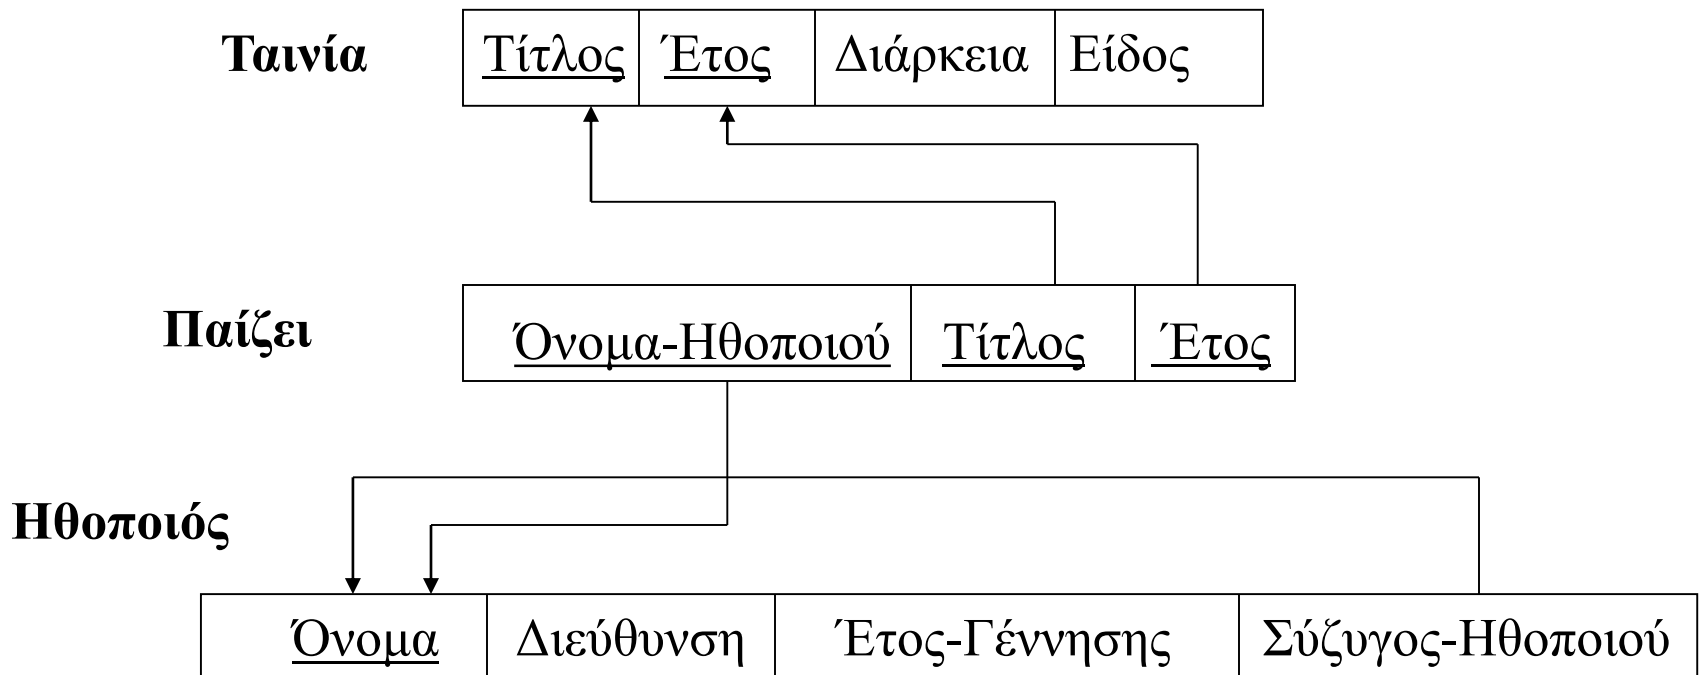 Ταινία Τίτλος Έτος Διάρκεια Είδος
Παίζει Όνομα-Ηθοποιού Τίτλος Έτος
Ηθοποιός
Όνομα Διεύθυνση Έτος-Γέννησης Σύζυγος-Ηθοποιού